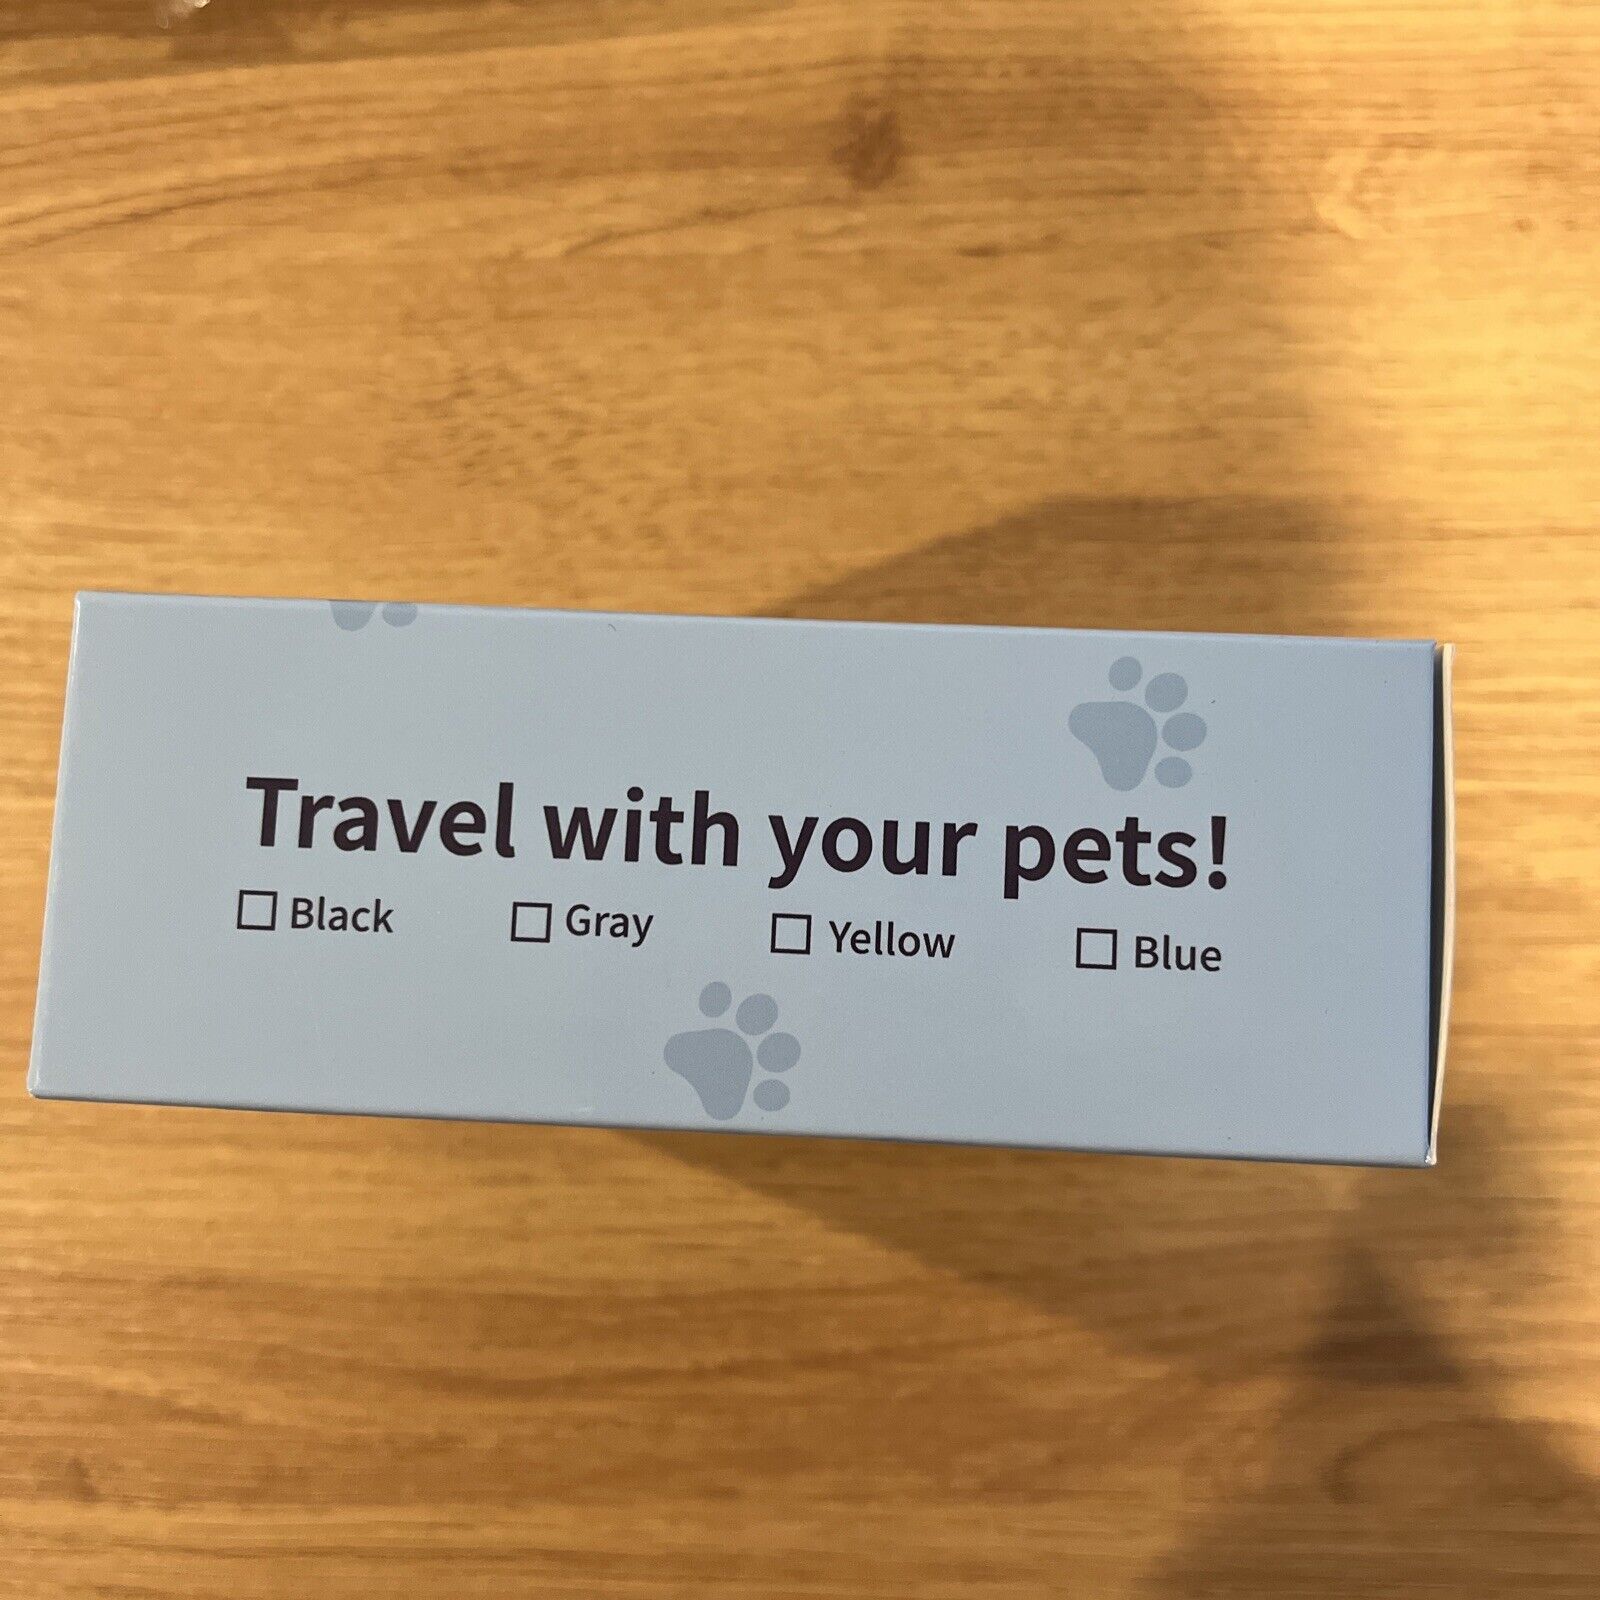 Travel with your pets!
☐ Black ☐ Gray ☐ Yellow ☐ Blue